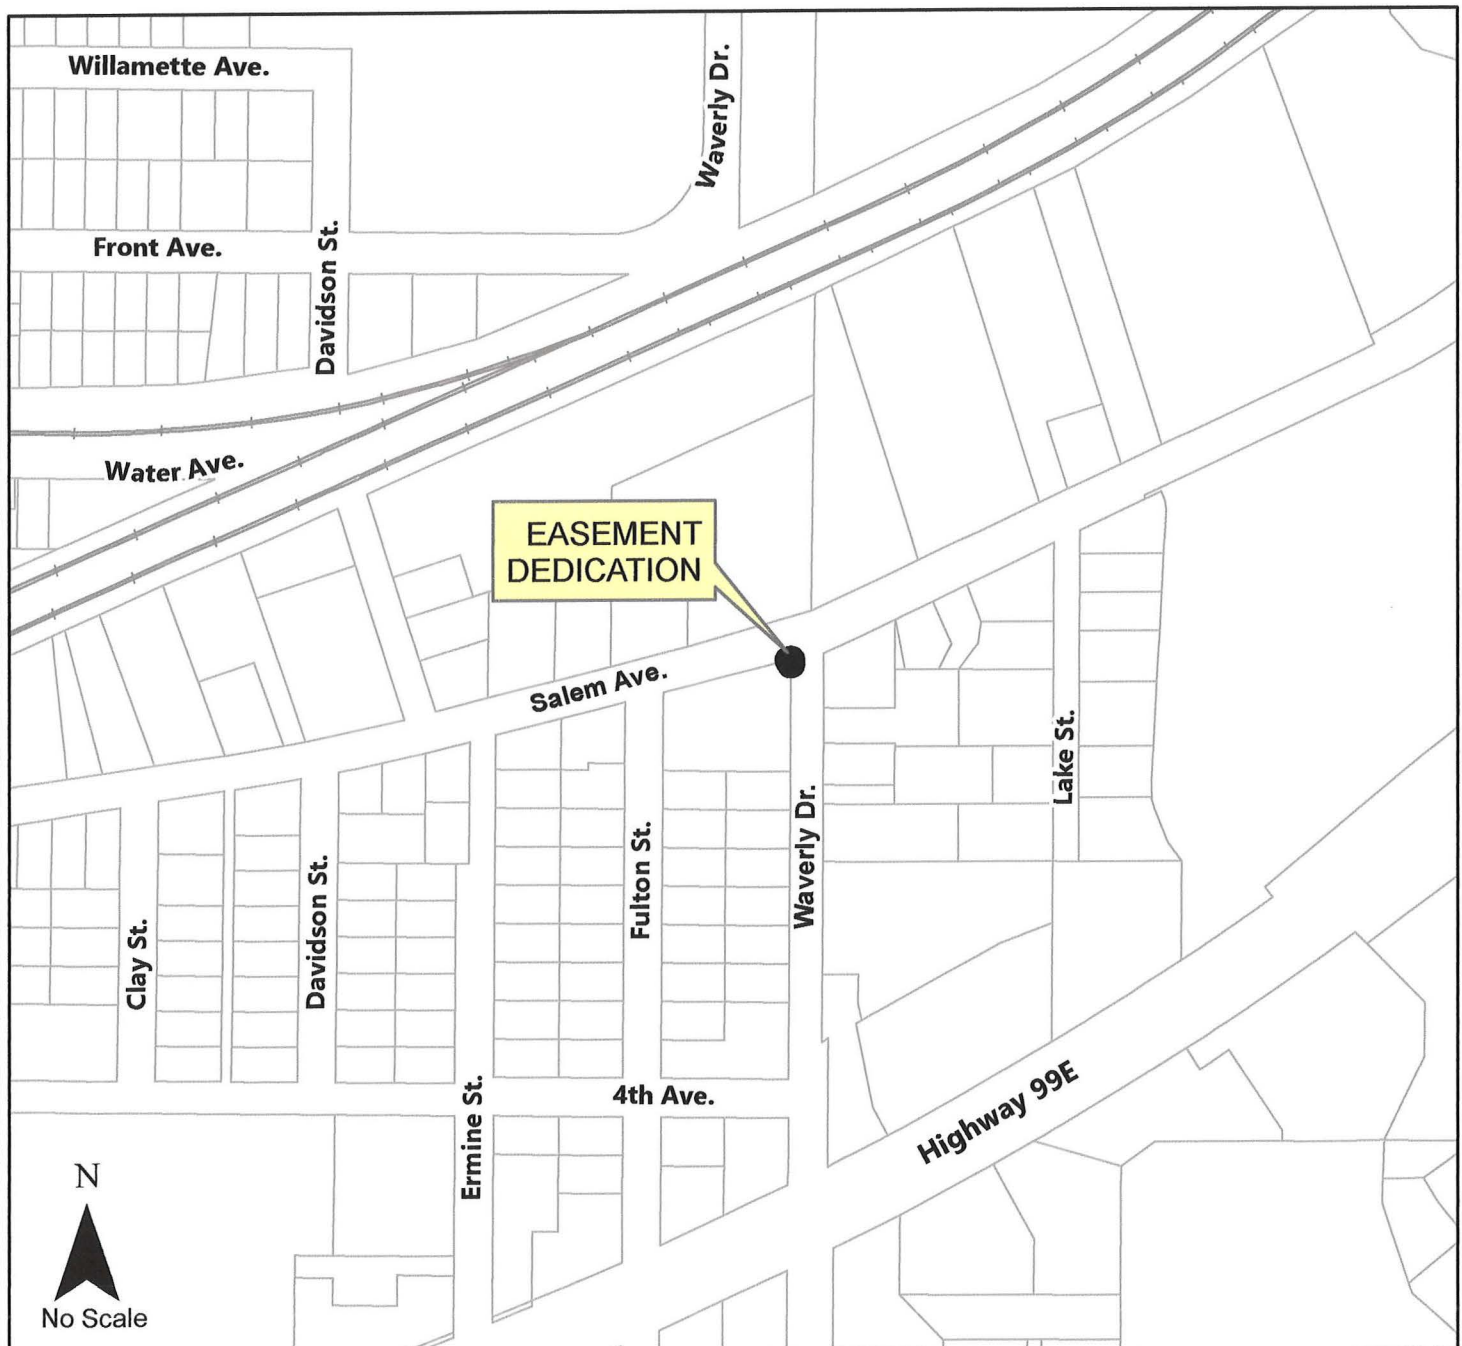 Willamette Ave.
Waverly Dr.
Front Ave.
Davidson St.
Water Ave.
EASEMENT
DEDICATION
Salem Ave.
Lake St.
Waverly Dr.
Fulton St.
Davidson St.
Clay St.
4th Ave.
Highway 99E
Ermine St.
N
No Scale